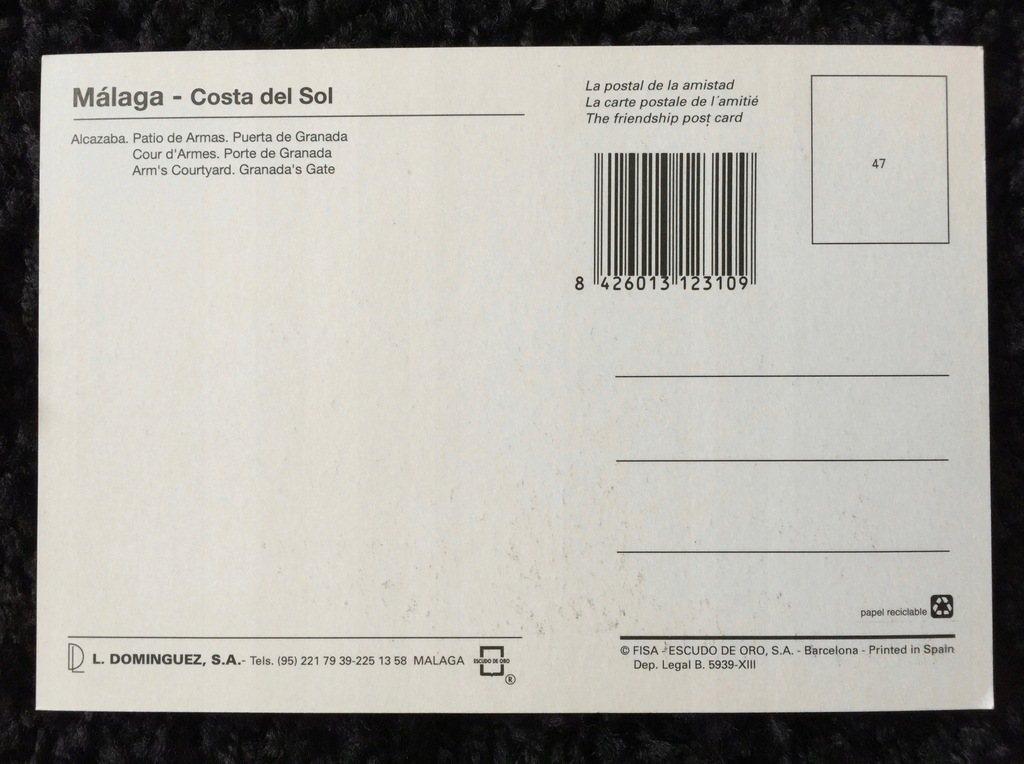 Málaga - Costa del Sol
Alcazaba. Patio de Armas. Puerta de Granada
Cour d'Armes. Porte de Granada
Arm's Courtyard. Granada's Gate
La postal de la amistad
La carte postale de l´amitié
The friendship post card
47
8 426013 123109
papel reciclable
L. DOMINGUEZ, S.A.- Tels. (95) 221 79 39-225 13 58 MALAGA
ESCUDO DE ORO
®
© FISA - ESCUDO DE ORO, S.A. - Barcelona - Printed in Spain
Dep. Legal B. 5939-XIII